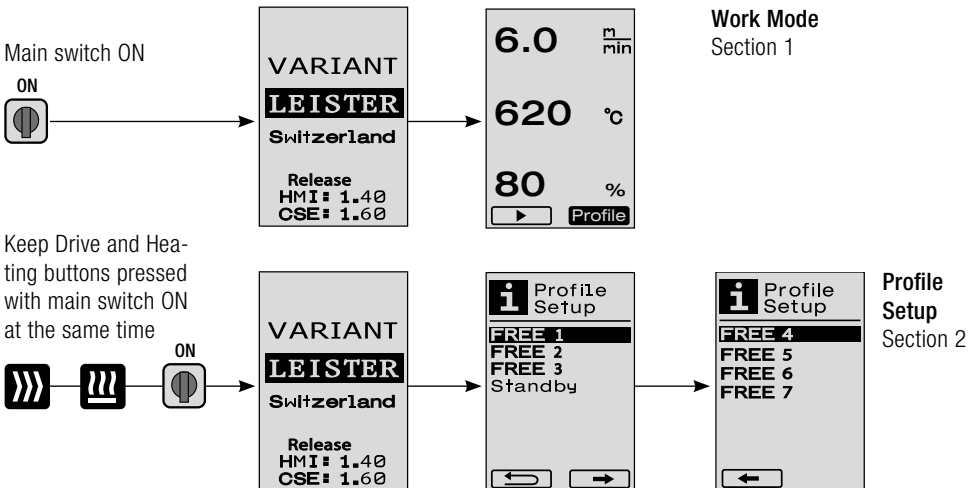 Main switch ON
ON
VARIANT
LEISTER
Switzerland
Release
HMI: 1.40
CSE: 1.60
6.0 m/min
620 °C
80 %
Profile
Work Mode
Section 1
Keep Drive and Hea-
ting buttons pressed
with main switch ON
at the same time
ON
VARIANT
LEISTER
Switzerland
Release
HMI: 1.40
CSE: 1.60
i Profile
Setup
FREE 1
FREE 2
FREE 3
Standby
i Profile
Setup
FREE 4
FREE 5
FREE 6
FREE 7
Profile
Setup
Section 2